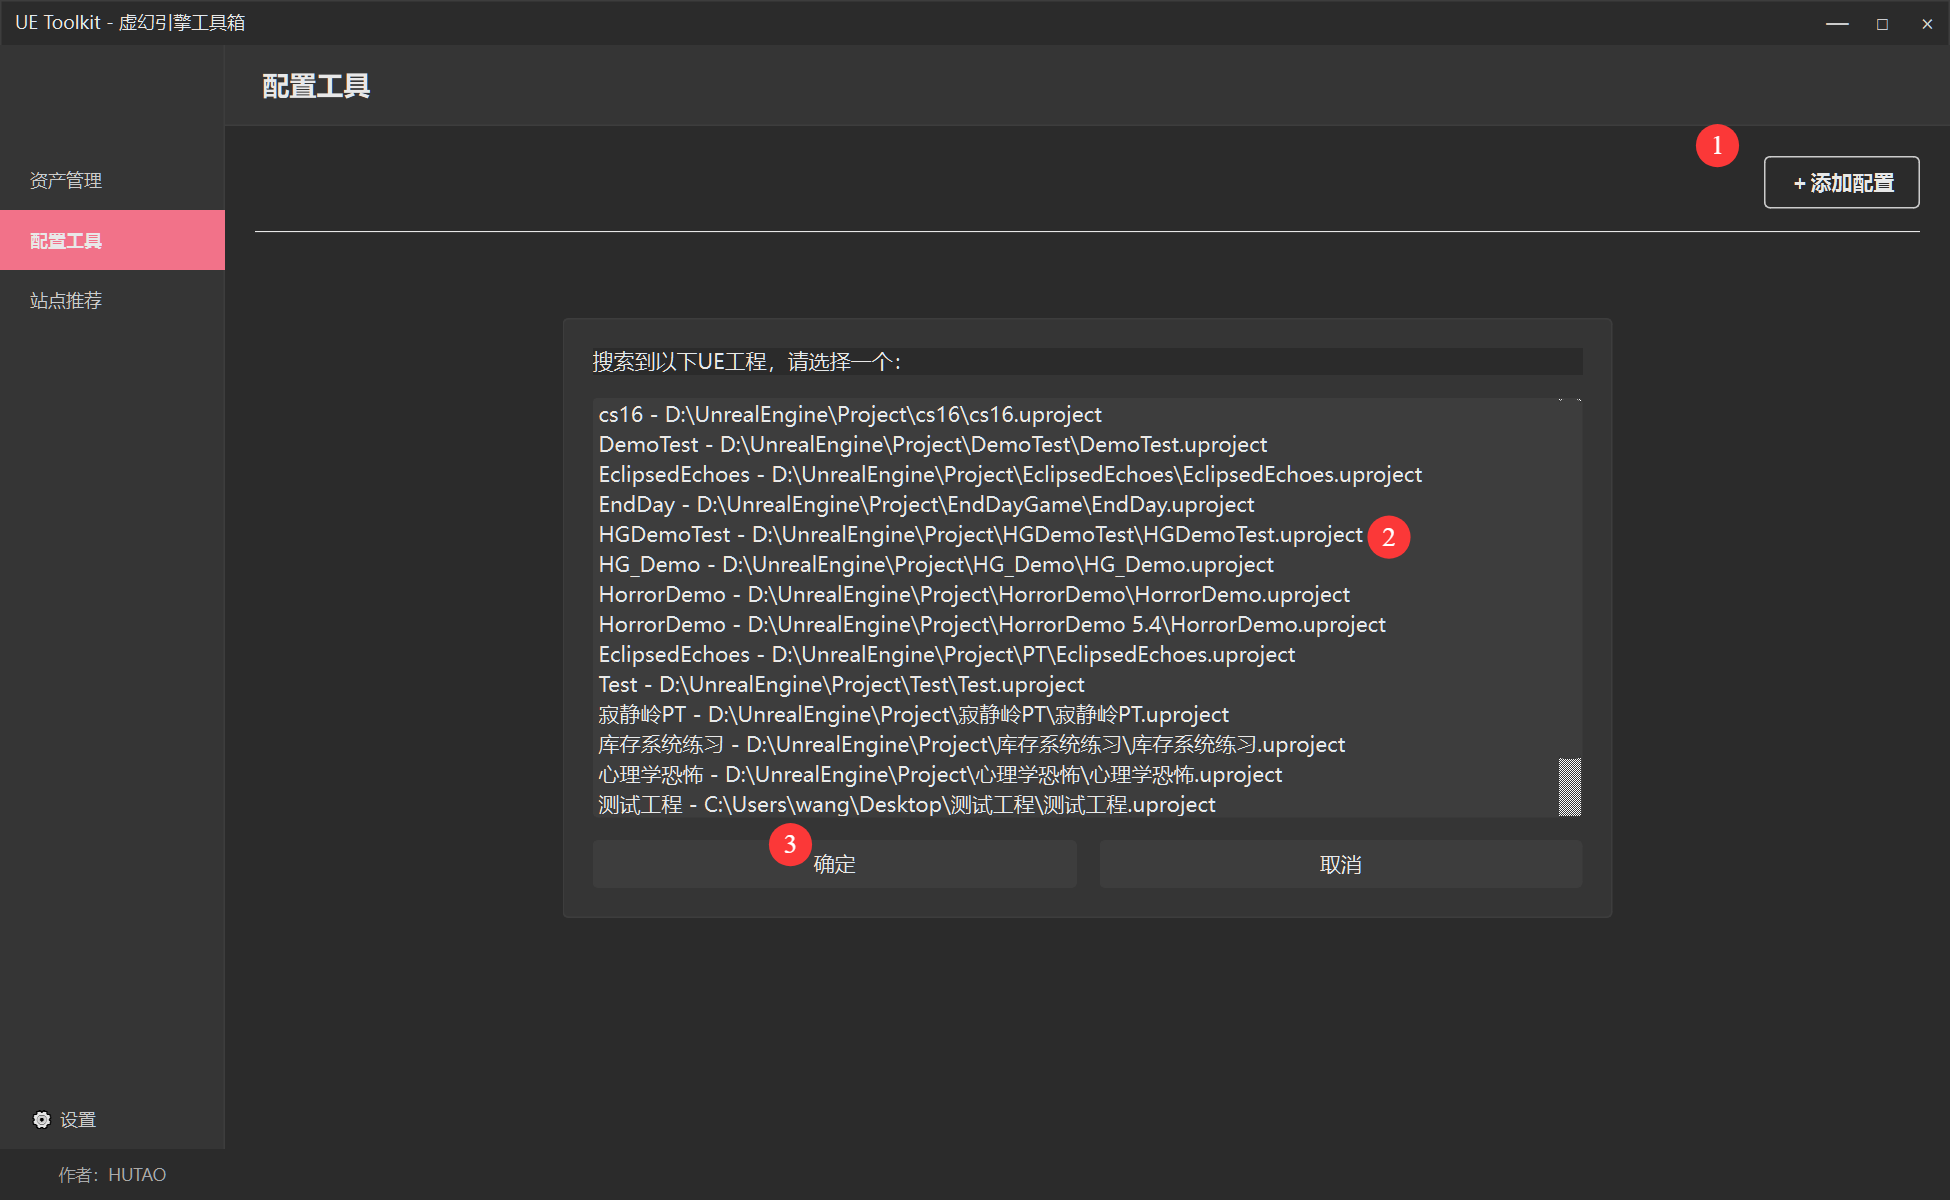 UE Toolkit - 虚幻引擎工具箱
配置工具
1
+ 添加配置
资产管理
配置工具
站点推荐
搜索到以下UE工程，请选择一个：
cs16 - D:\UnrealEngine\Project\cs16\cs16.uproject
DemoTest - D:\UnrealEngine\Project\DemoTest\DemoTest.uproject
EclipsedEchoes - D:\UnrealEngine\Project\EclipsedEchoes\EclipsedEchoes.uproject
EndDay - D:\UnrealEngine\Project\EndDayGame\EndDay.uproject
HGDemoTest - D:\UnrealEngine\Project\HGDemoTest\HGDemoTest.uproject 2
HG_Demo - D:\UnrealEngine\Project\HG_Demo\HG_Demo.uproject
HorrorDemo - D:\UnrealEngine\Project\HorrorDemo\HorrorDemo.uproject
HorrorDemo - D:\UnrealEngine\Project\HorrorDemo 5.4\HorrorDemo.uproject
EclipsedEchoes - D:\UnrealEngine\Project\PT\EclipsedEchoes.uproject
Test - D:\UnrealEngine\Project\Test\Test.uproject
寂静岭PT - D:\UnrealEngine\Project\寂静岭PT\寂静岭PT.uproject
库存系统练习 - D:\UnrealEngine\Project\库存系统练习\库存系统练习.uproject
心理学恐怖 - D:\UnrealEngine\Project\心理学恐怖\心理学恐怖.uproject
测试工程 - C:\Users\wang\Desktop\测试工程\测试工程.uproject
3
确定
取消
设置
作者：HUTAO